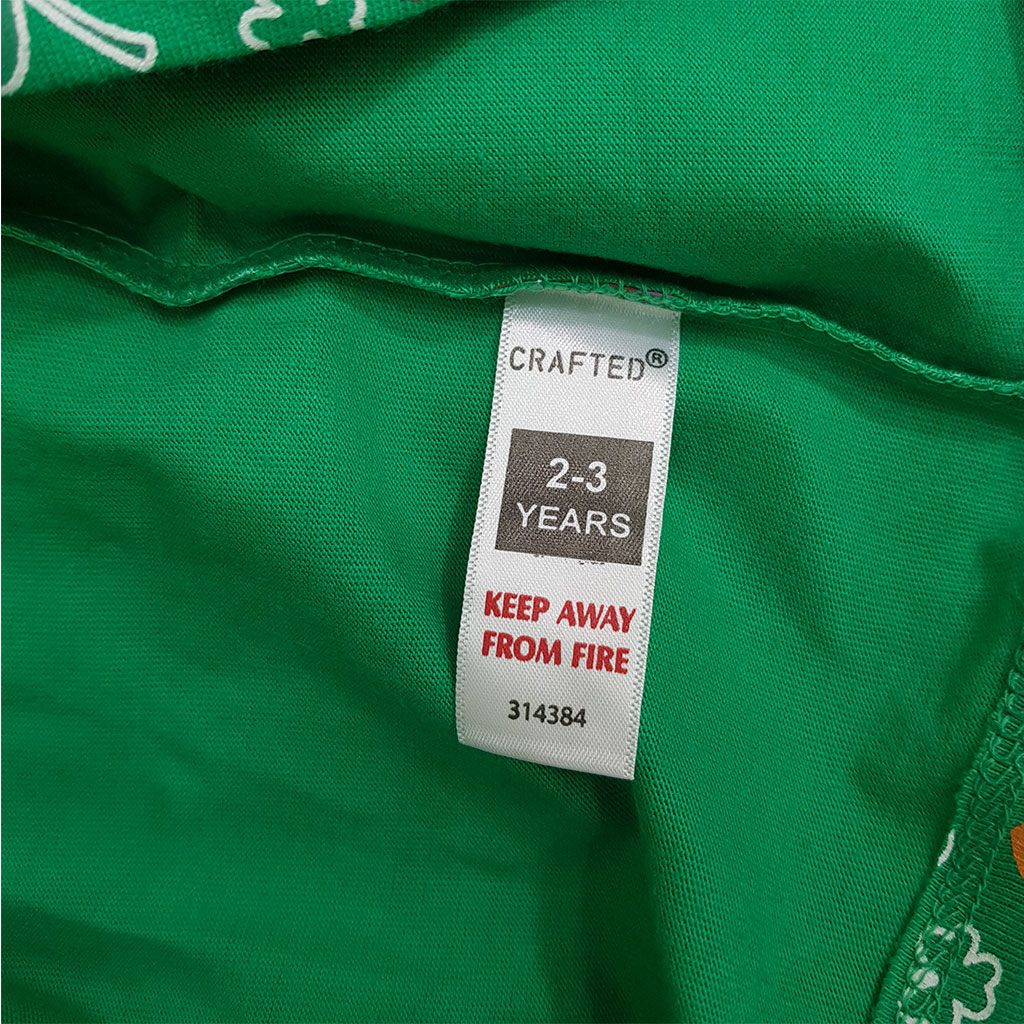 CRAFTED®
2-3
YEARS
KEEP AWAY
FROM FIRE
314384